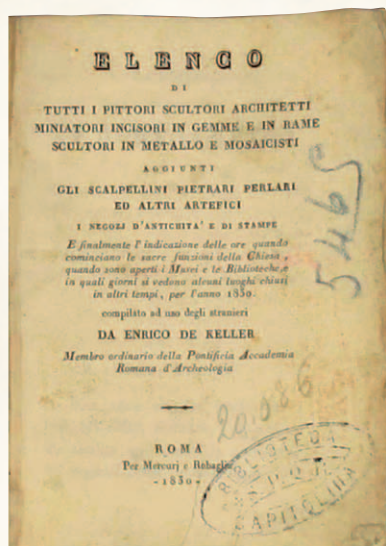 ELENCO
DI
TUTTI I PITTORI SCULTORI ARCHITETTI
MINIATORI INCISORI IN GEMME E IN RAME
SCULTORI IN METALLO E MOSAICISTI
AGGIUNTI
GLI SCALPELLINI PIETRARI PERLARI
ED ALTRI ARTEFICI
I NEGOZJ D'ANTICHITA' E DI STAMPE
E finalmente l'indicazione delle ore quando
cominciano le sacre funzioni della Chiesa,
quando sono aperti i Musei e le Biblioteche, e
in quali giorni si vedono alcuni luoghi chiusi
in altri tempi, per l'anno 1830.
compilato ad uso degli stranieri
DA ENRICO DE KELLER
Membro ordinario della Pontificia Accademia
Romana d'Archeologia
ROMA
Per Mercurj e Robaglia
-1830-
5465
20.086
BIBLIOTECA
S.P.Q.R.
CAPITOLINA